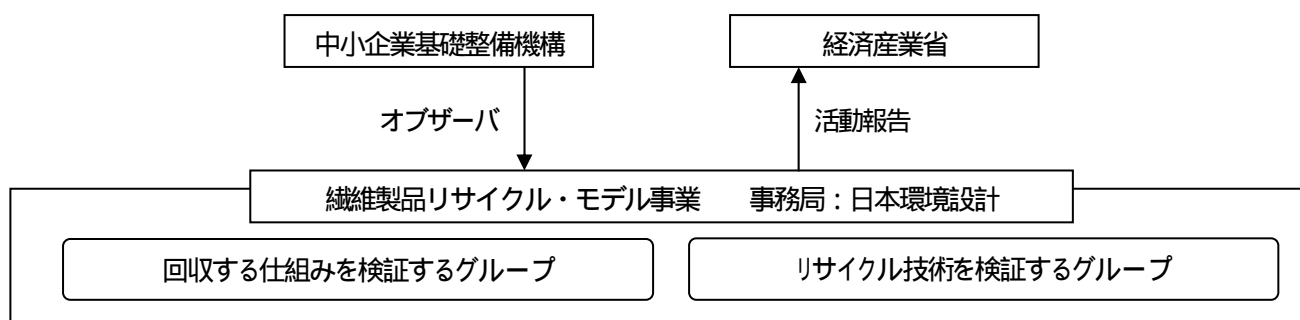 中小企業基礎整備機構
経済産業省
オブザーバ
活動報告
繊維製品リサイクル・モデル事業　　事務局：日本環境設計
回収する仕組みを検証するグループ
リサイクル技術を検証するグループ